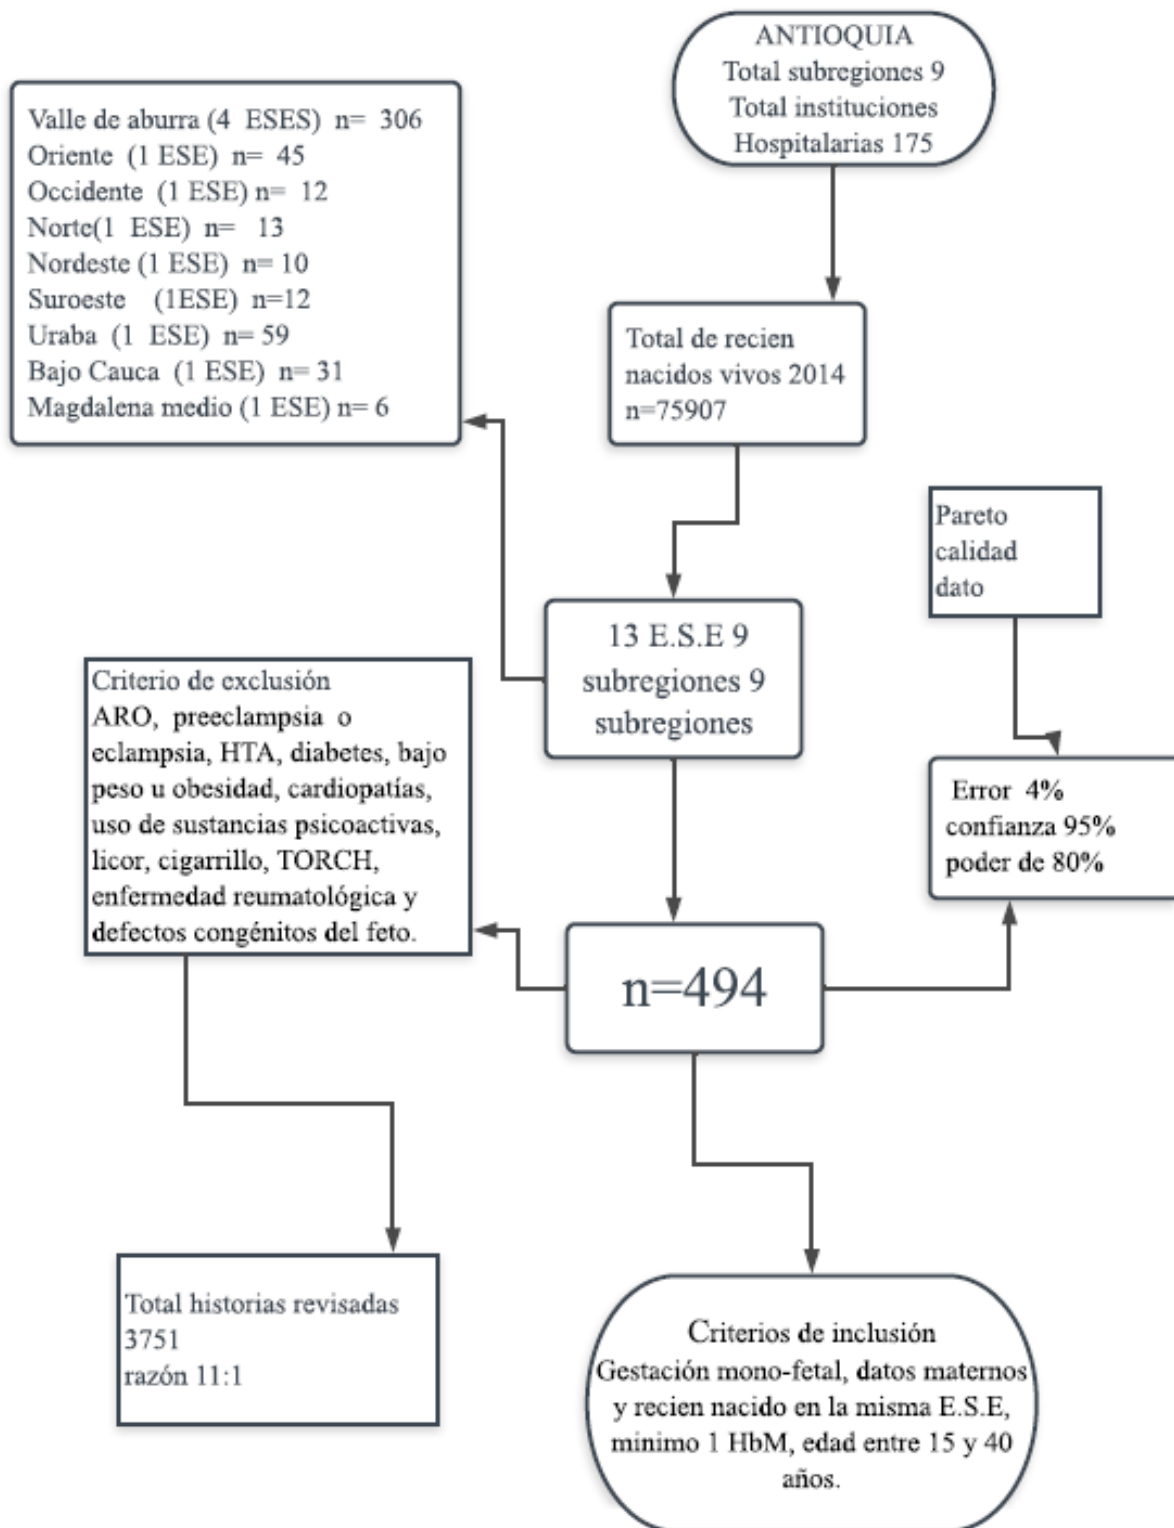 ANTIOQUIA
Total subregiones 9
Total instituciones
Hospitalarias 175
Valle de aburra (4 ESES) n= 306
Oriente (1 ESE) n= 45
Occidente (1 ESE) n= 12
Norte(1 ESE) n= 13
Nordeste (1 ESE) n= 10
Suroeste (1ESE) n=12
Uraba (1 ESE) n= 59
Bajo Cauca (1 ESE) n= 31
Magdalena medio (1 ESE) n= 6
Total de recien
nacidos vivos 2014
n=75907
Pareto
calidad
dato
13 E.S.E 9
subregiones 9
subregiones
Criterio de exclusión
ARO, preeclampsia o
eclampsia, HTA, diabetes, bajo
peso u obesidad, cardiopatías,
uso de sustancias psicoactivas,
licor, cigarrillo, TORCH,
enfermedad reumatológica y
defectos congénitos del feto.
Error 4%
confianza 95%
poder de 80%
n=494
Total historias revisadas
3751
razón 11:1
Criterios de inclusión
Gestación mono-fetal, datos maternos
y recien nacido en la misma E.S.E,
minimo 1 HbM, edad entre 15 y 40
años.